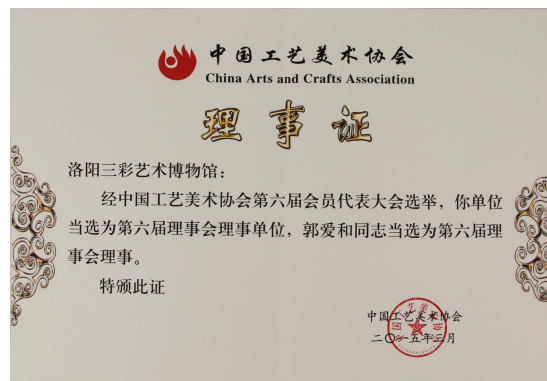 中国工艺美术协会
China Arts and Crafts Association
理事证
洛阳三彩艺术博物馆：
经中国工艺美术协会第六届会员代表大会选举，你单位
当选为第六届理事会理事单位，郭爱和同志当选为第六届理
事会理事。
特颁此证
中国工艺美术协会
二〇一五年三月